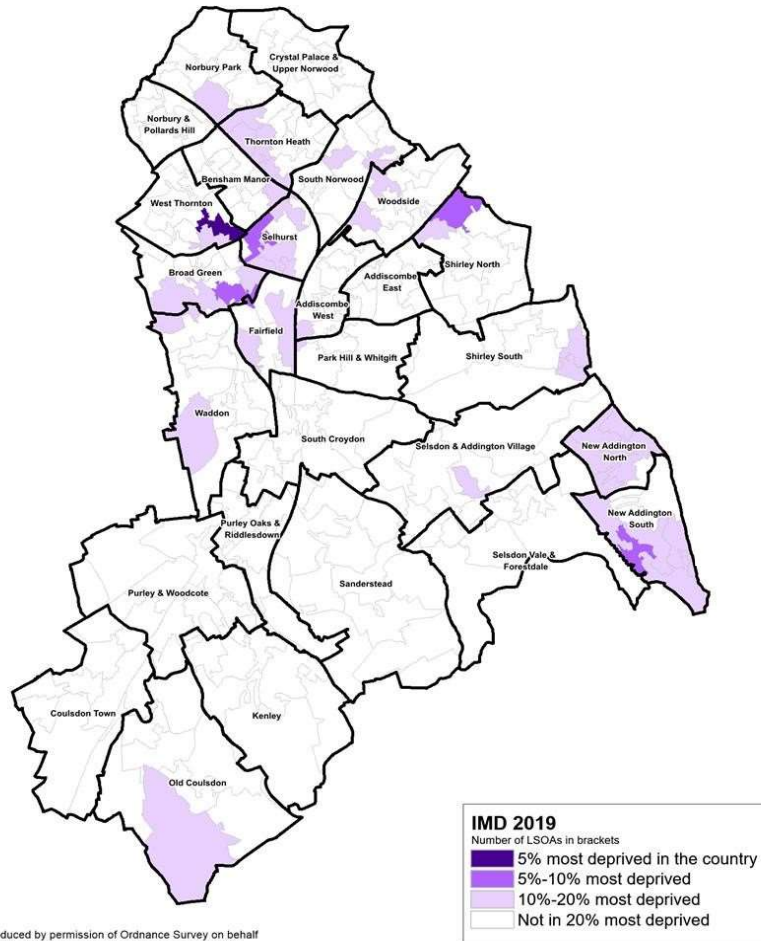 Crystal Palace &
Upper Norwood
Norbury Park
Norbury &
Pollards Hill
Thornton Heath
Bensham Manor
South Norwood
West Thornton
Woodside
Selhurst
Broad Green
Shirley North
Addiscombe
East
Addiscombe
West
Fairfield
Park Hill & Whitgift
Shirley South
Waddon
South Croydon
Selsdon & Addington Village
New Addington
North
New Addington
South
Purley Oaks &
Riddlesdown
Selsdon Vale &
Forestdale
Sanderstead
Purley & Woodcote
Coulsdon Town
Kenley
Old Coulsdon
IMD 2019
Number of LSOAs in brackets
5% most deprived in the country
5%-10% most deprived
10%-20% most deprived
Not in 20% most deprived
duced by permission of Ordnance Survey on behalf